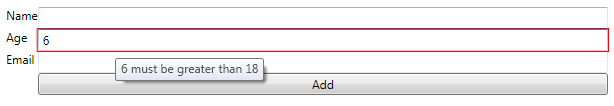 Name
Age 6
Email
6 must be greater than 18
Add